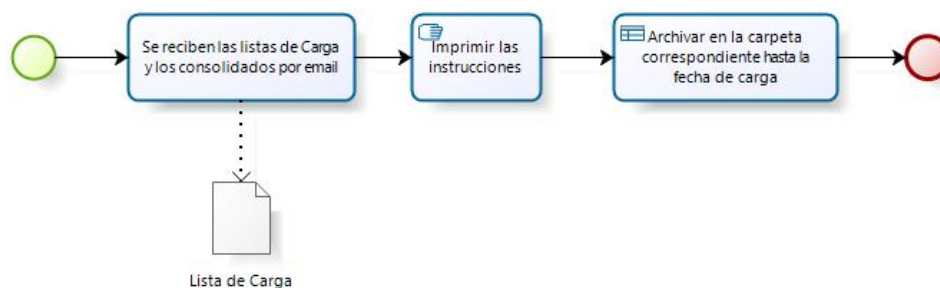 Se reciben las listas de Carga
y los consolidados por email
Imprimir las
instrucciones
Archivar en la carpeta
correspondiente hasta la
fecha de carga
Lista de Carga